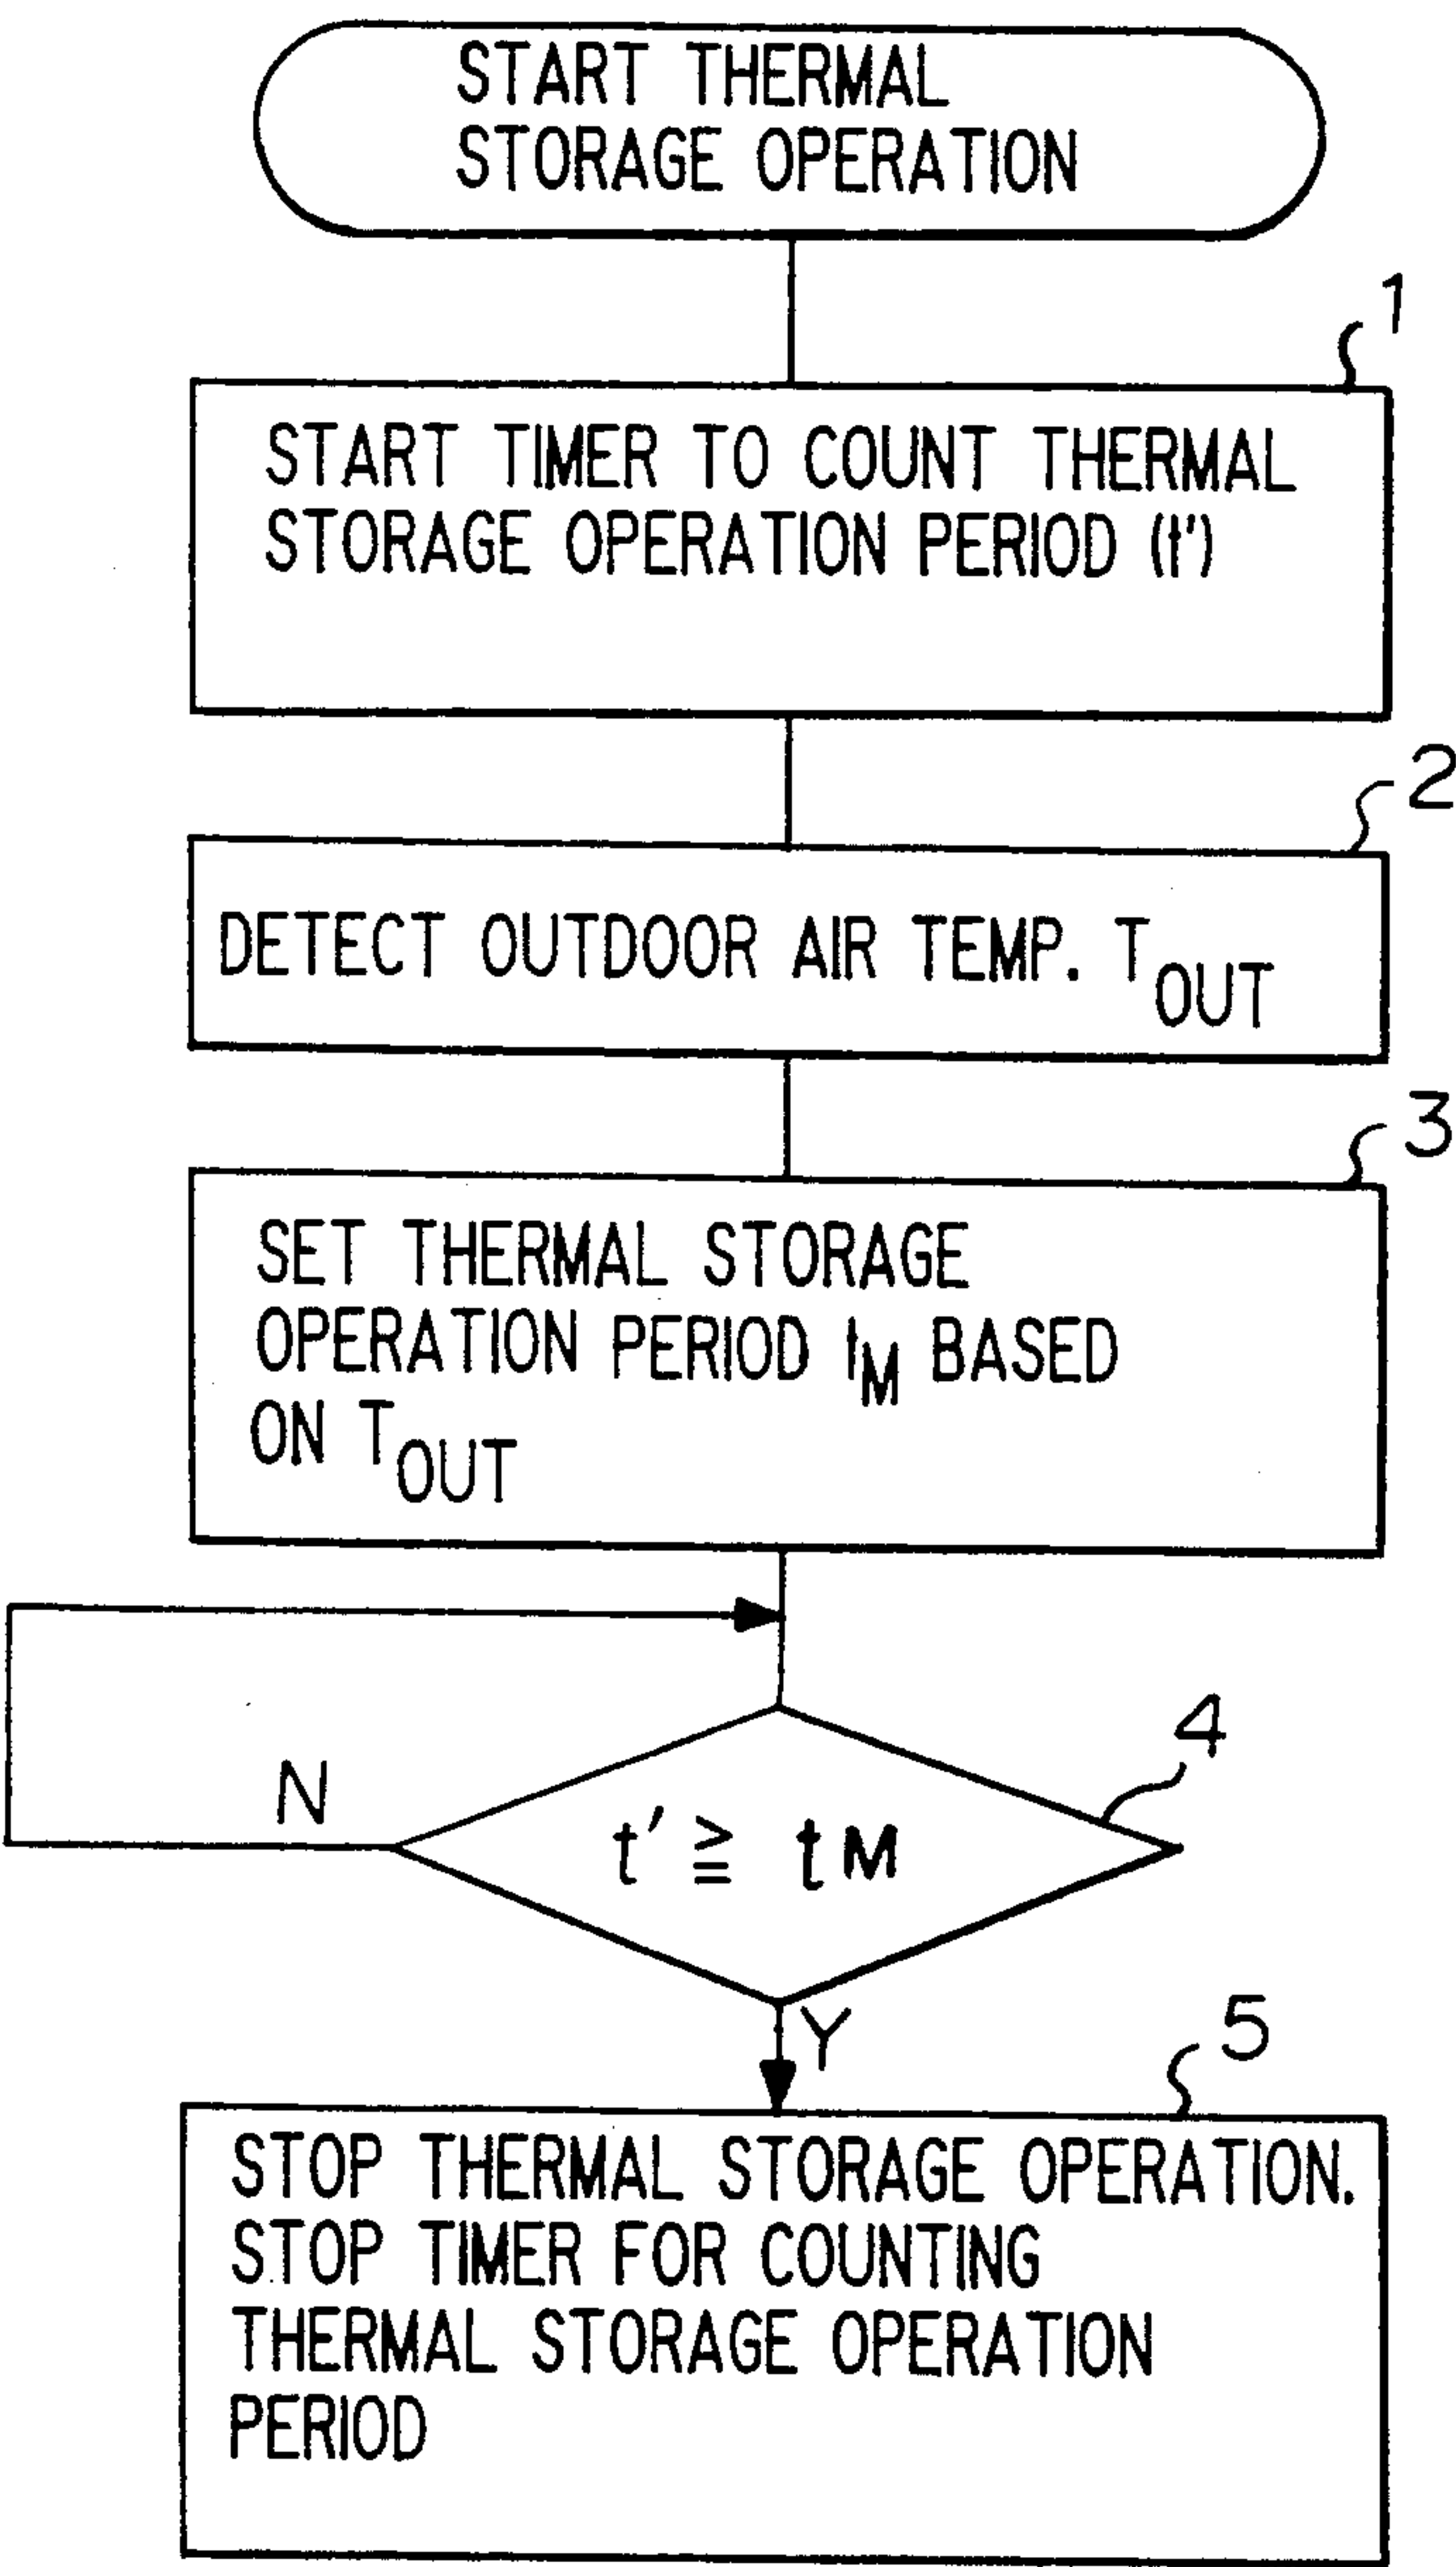 START THERMAL
STORAGE OPERATION
1
START TIMER TO COUNT THERMAL
STORAGE OPERATION PERIOD (t')
2
DETECT OUTDOOR AIR TEMP. TOUT
3
SET THERMAL STORAGE
OPERATION PERIOD tM BASED
ON TOUT
4
N
t' ≧ tM
Y
5
STOP THERMAL STORAGE OPERATION.
STOP TIMER FOR COUNTING
THERMAL STORAGE OPERATION
PERIOD